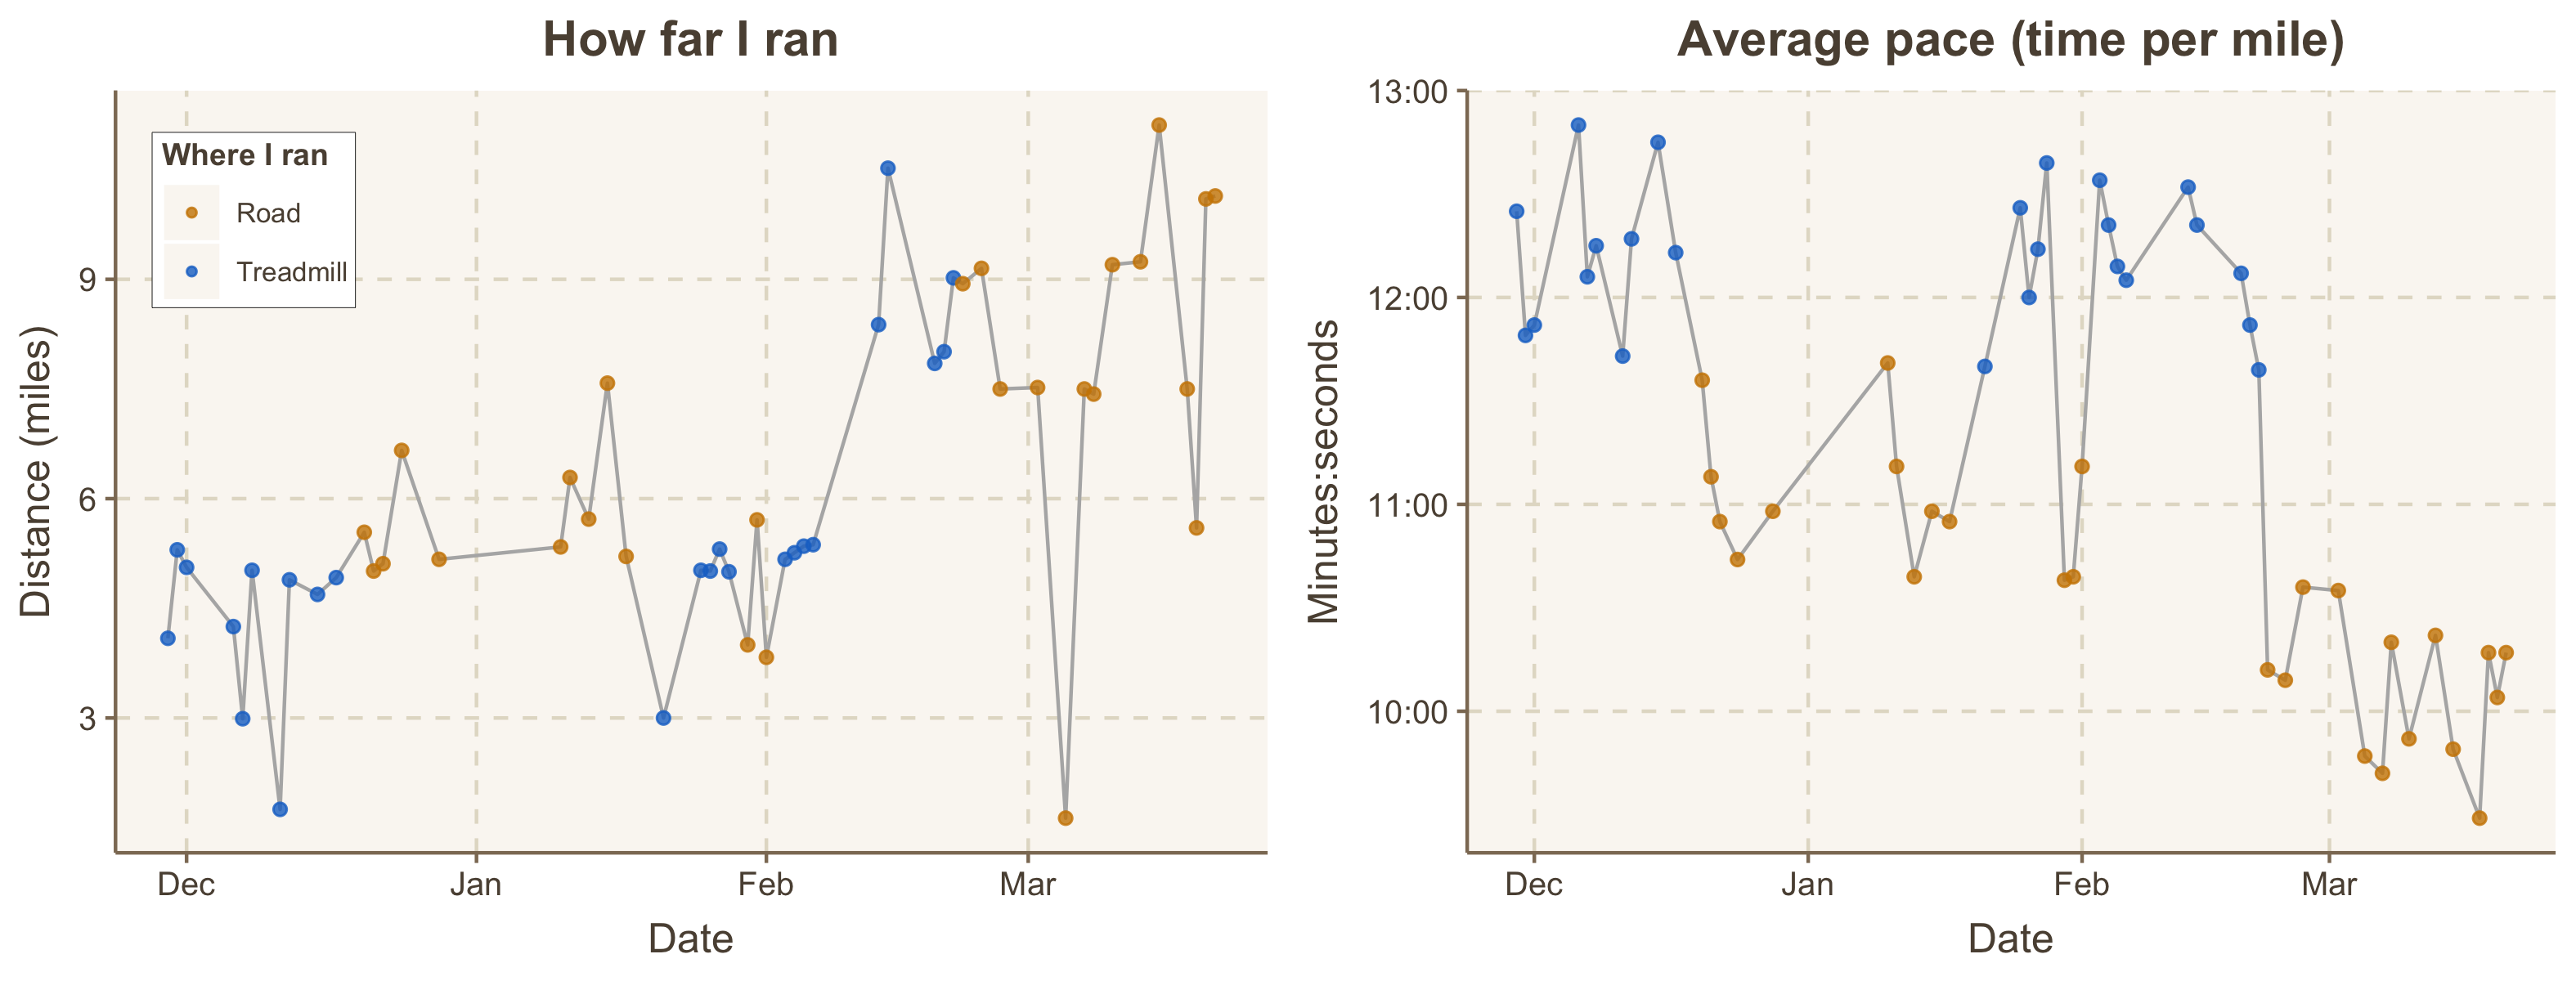 How far I ran
Where I ran
Road
Treadmill
9
6
3
Distance (miles)
Dec Jan Feb Mar
Date
Average pace (time per mile)
13:00
12:00
11:00
10:00
Minutes:seconds
Dec Jan Feb Mar
Date